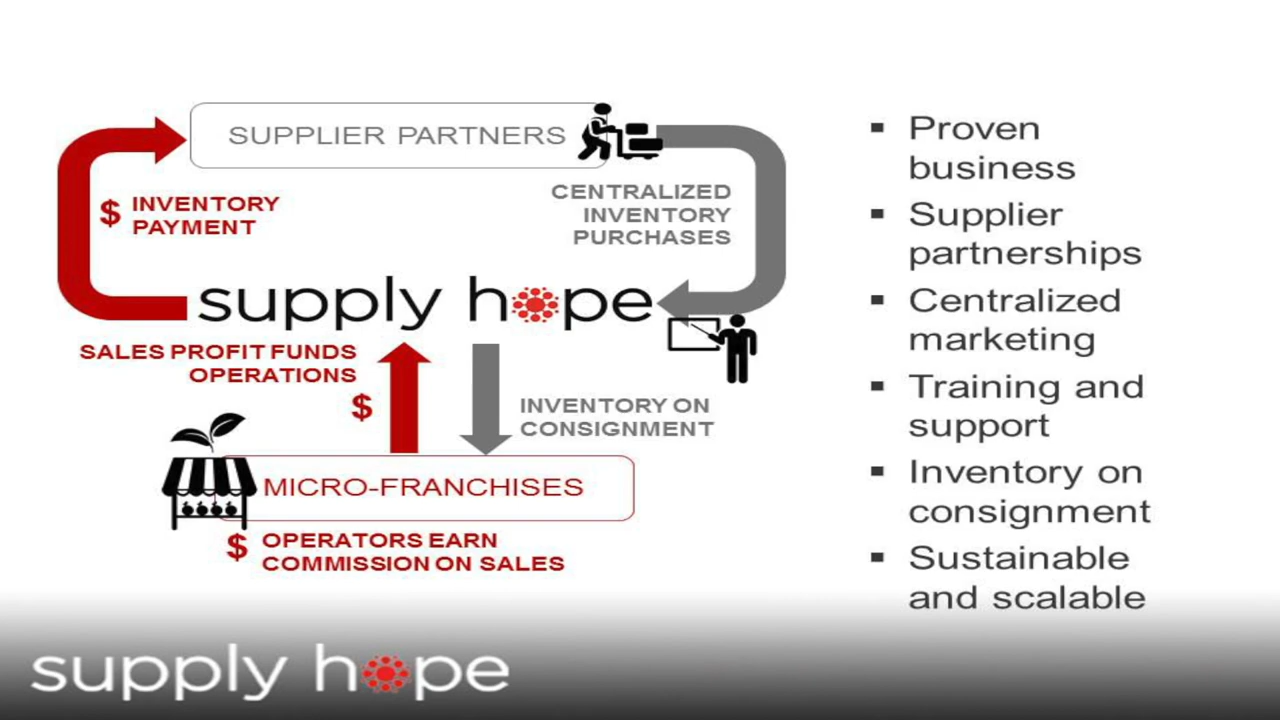 SUPPLIER PARTNERS
$ INVENTORY
PAYMENT
CENTRALIZED
INVENTORY
PURCHASES
supply hope
SALES PROFIT FUNDS
OPERATIONS
$
INVENTORY ON
CONSIGNMENT
MICRO-FRANCHISES
$ OPERATORS EARN
COMMISSION ON SALES
▪ Proven
business
▪ Supplier
partnerships
▪ Centralized
marketing
▪ Training and
support
▪ Inventory on
consignment
▪ Sustainable
and scalable
supply hope